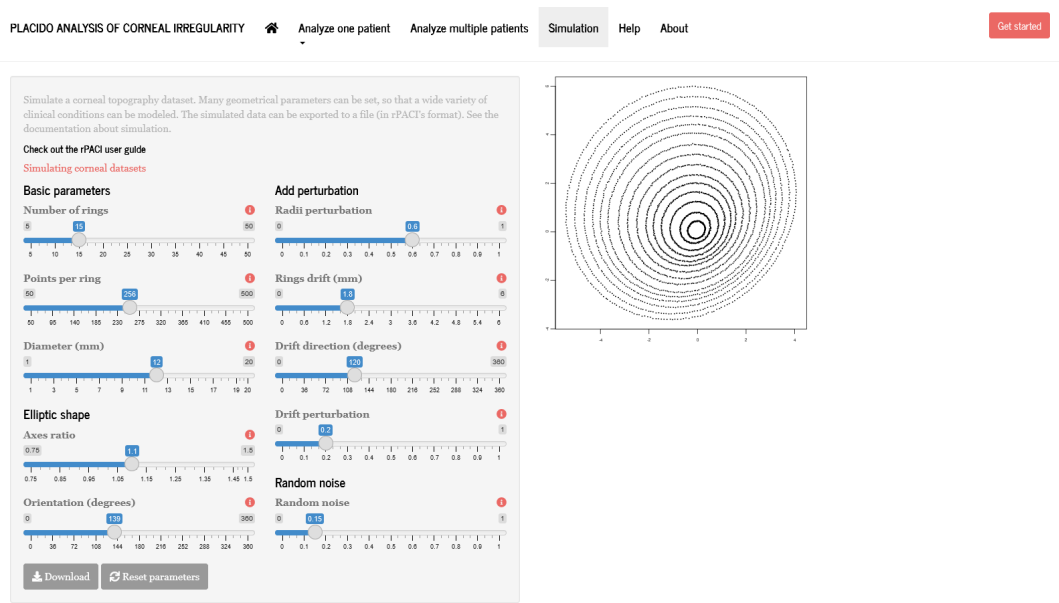 PLACIDO ANALYSIS OF CORNEAL IRREGULARITY
Analyze one patient
Analyze multiple patients
Simulation
Help
About
Get started
Simulate a corneal topography dataset. Many geometrical parameters can be set, so that a wide variety of
clinical conditions can be modeled. The simulated data can be exported to a file (in rPACI's format). See the
documentation about simulation.
Check out the rPACI user guide
Simulating corneal datasets
Basic parameters
Number of rings
5 15 50
5 10 15 20 25 30 35 40 45 50
Points per ring
50 256 500
50 95 140 185 230 275 320 365 410 455 500
Diameter (mm)
1 12 20
1 3 5 7 9 11 13 15 17 19 20
Elliptic shape
Axes ratio
0.75 1.1 1.5
0.75 0.85 0.95 1.05 1.15 1.25 1.35 1.45 1.5
Orientation (degrees)
0 139 360
0 36 72 108 144 180 216 252 288 324 360
Download
Reset parameters
Add perturbation
Radii perturbation
0 0.6 1
0 0.1 0.2 0.3 0.4 0.5 0.6 0.7 0.8 0.9 1
Rings drift (mm)
0 1.8 6
0 0.6 1.2 1.8 2.4 3 3.6 4.2 4.8 5.4 6
Drift direction (degrees)
0 120 360
0 36 72 108 144 180 216 252 288 324 360
Drift perturbation
0 0.2 1
0 0.1 0.2 0.3 0.4 0.5 0.6 0.7 0.8 0.9 1
Random noise
Random noise
0 0.15 1
0 0.1 0.2 0.3 0.4 0.5 0.6 0.7 0.8 0.9 1
-4 -2 0 2 4